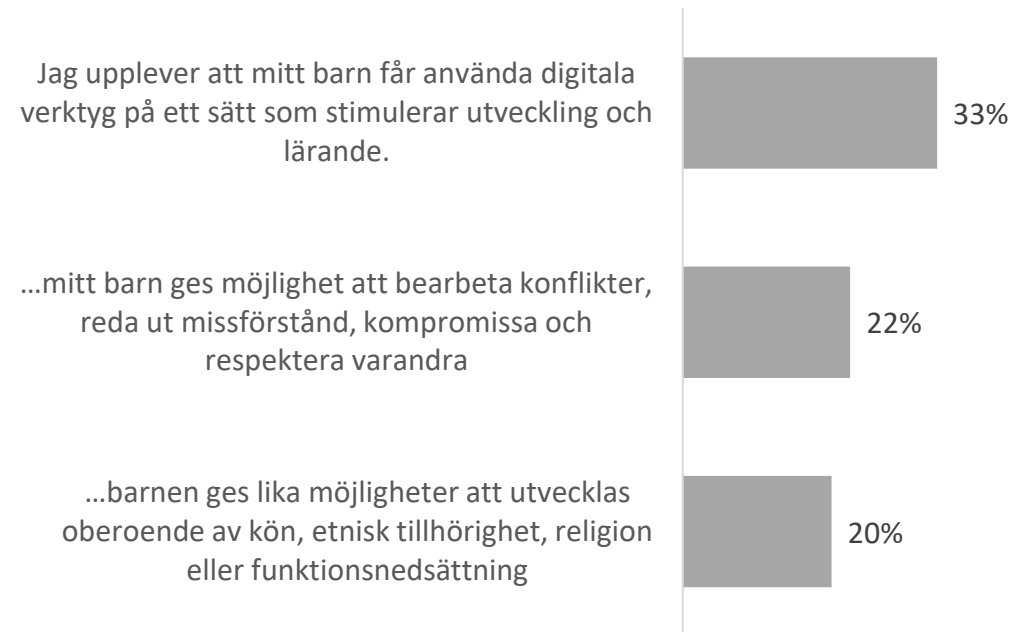 Jag upplever att mitt barn får använda digitala
verktyg på ett sätt som stimulerar utveckling och
lärande.
33%
…mitt barn ges möjlighet att bearbeta konflikter,
reda ut missförstånd, kompromissa och
respektera varandra
22%
…barnen ges lika möjligheter att utvecklas
oberoende av kön, etnisk tillhörighet, religion
eller funktionsnedsättning
20%